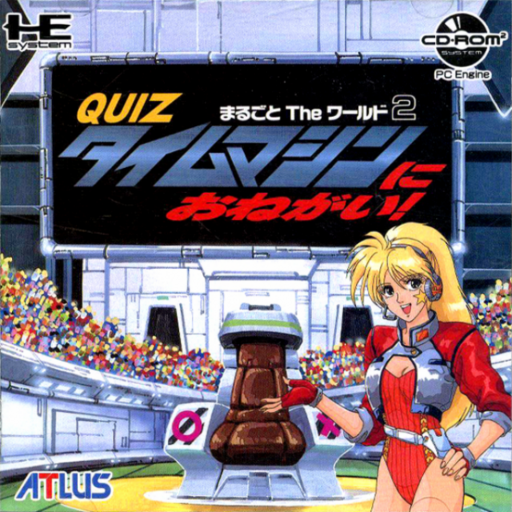 HE
SYSTEM
CD-ROM²
SYSTEM
PC Engine
QUIZ まるごと The ワールド2
タイムマシンに
おねがい!
ATLUS